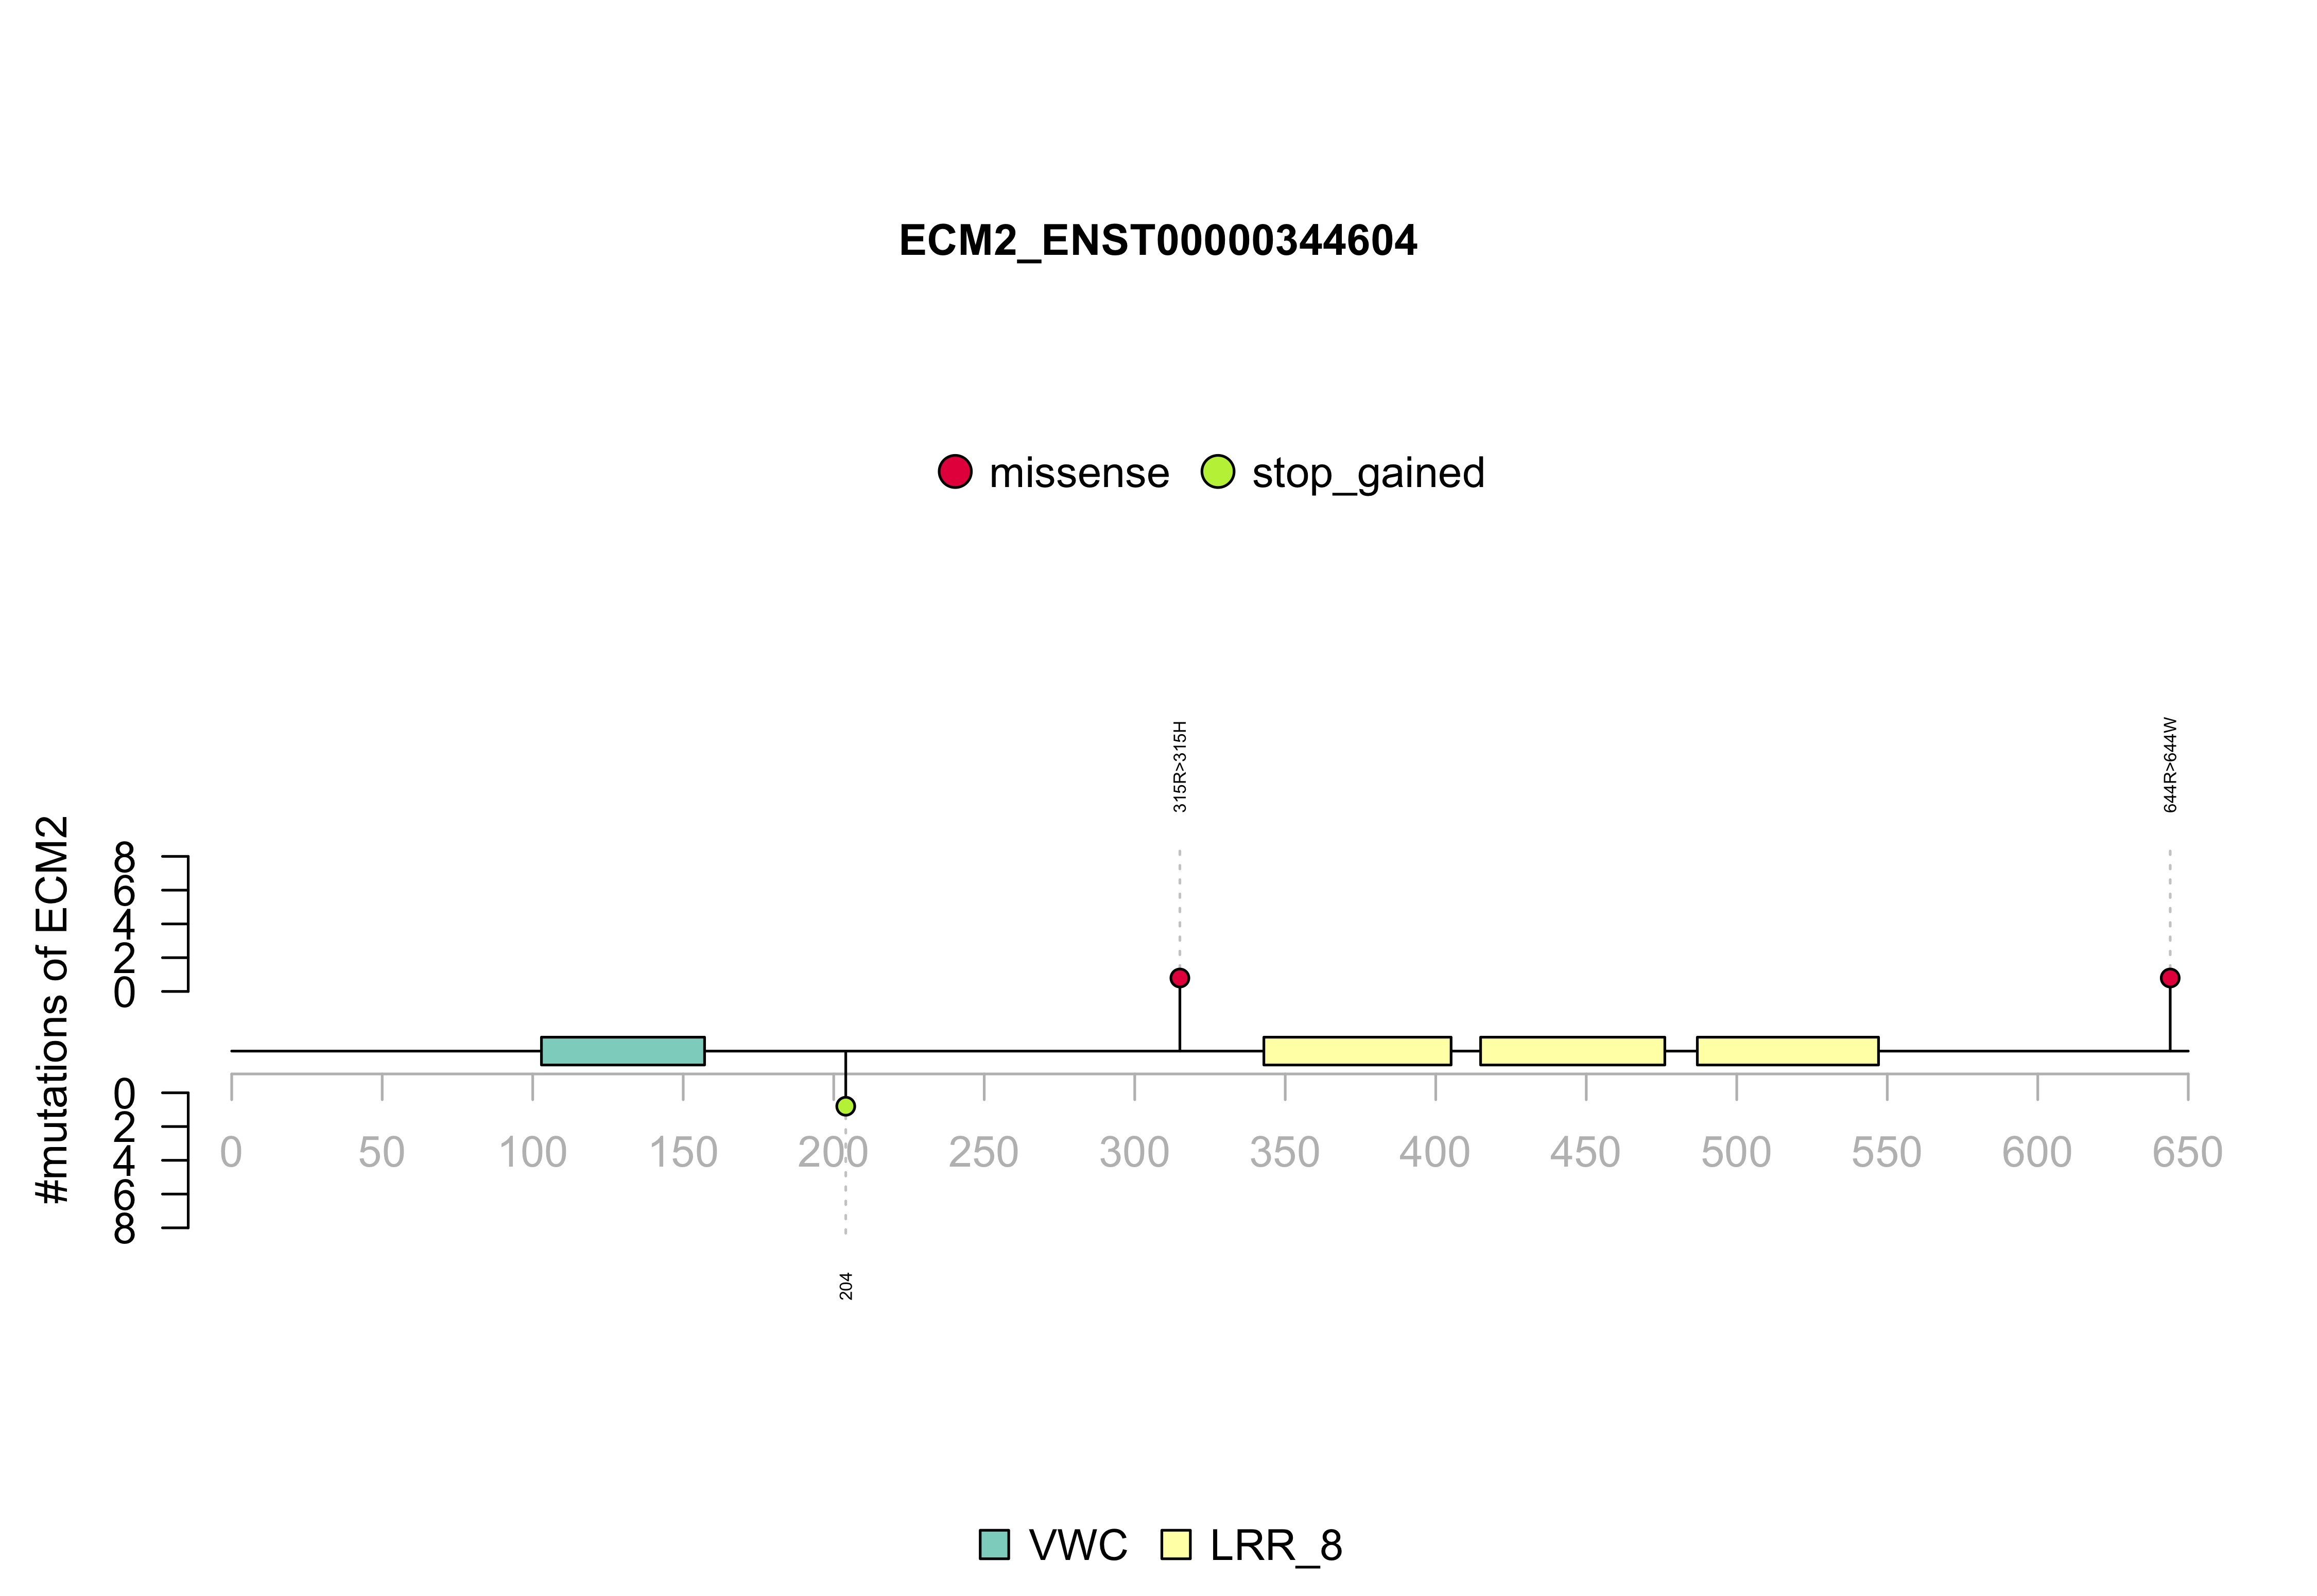 ECM2_ENST00000344604
missense stop_gained
315R>315H
644R>644W
#mutations of ECM2
8
6
4
2
0
0
2
4
6
8
0 50 100 150 200 250 300 350 400 450 500 550 600 650
204
VWC LRR_8